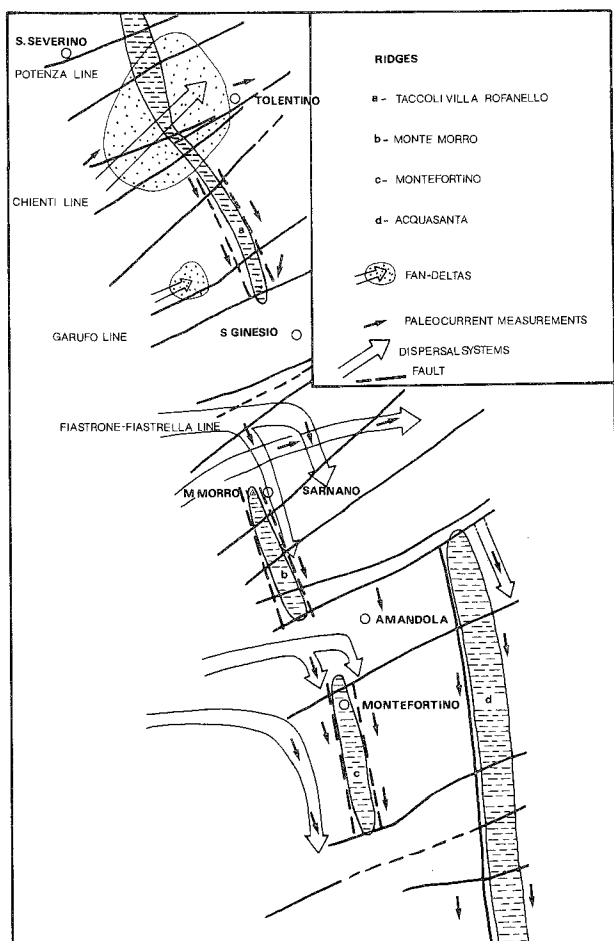 S. SEVERINO
POTENZA LINE
TOLENTINO
CHIENTI LINE
a
GARUFO LINE
S GINESIO
FIASTRONE-FIASTRELLA LINE
M. MORRO
SARNANO
b
AMANDOLA
MONTEFORTINO
c
d
RIDGES
a - TACCOLI VILLA ROFANELLO
b - MONTE MORRO
c - MONTEFORTINO
d - ACQUASANTA
FAN-DELTAS
PALEOCURRENT MEASUREMENTS
DISPERSAL SYSTEMS
FAULT